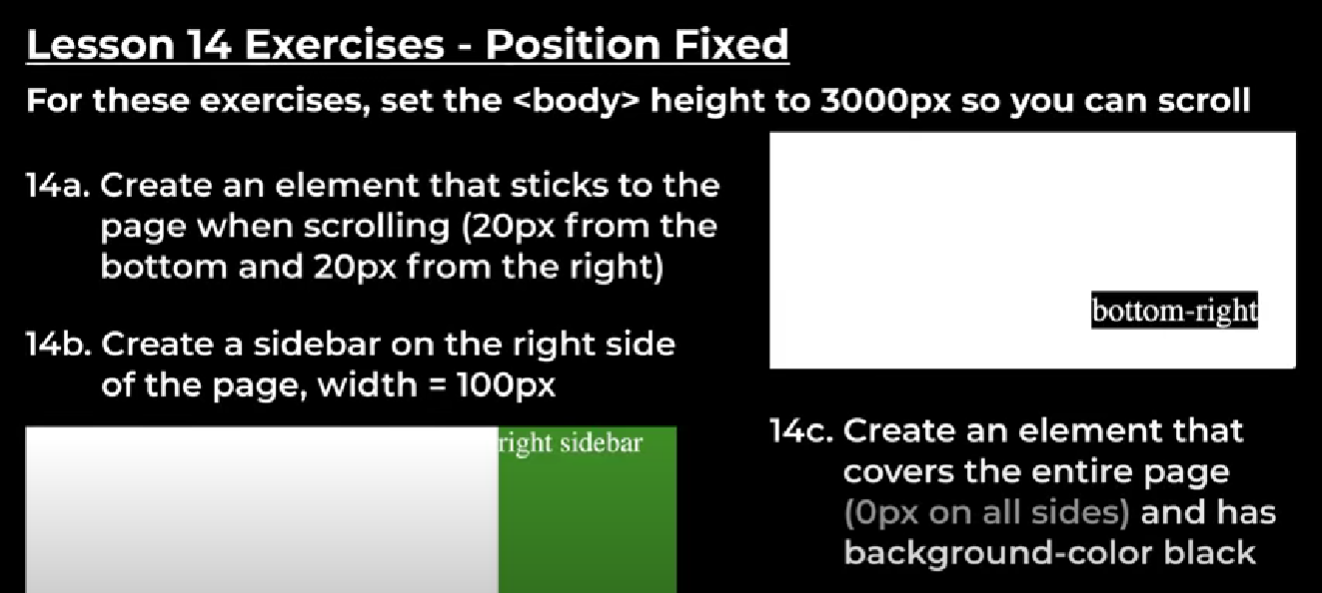 Lesson 14 Exercises - Position Fixed
For these exercises, set the <body> height to 3000px so you can scroll
14a. Create an element that sticks to the
page when scrolling (20px from the
bottom and 20px from the right)
bottom-right
14b. Create a sidebar on the right side
of the page, width = 100px
right sidebar
14c. Create an element that
covers the entire page
(0px on all sides) and has
background-color black